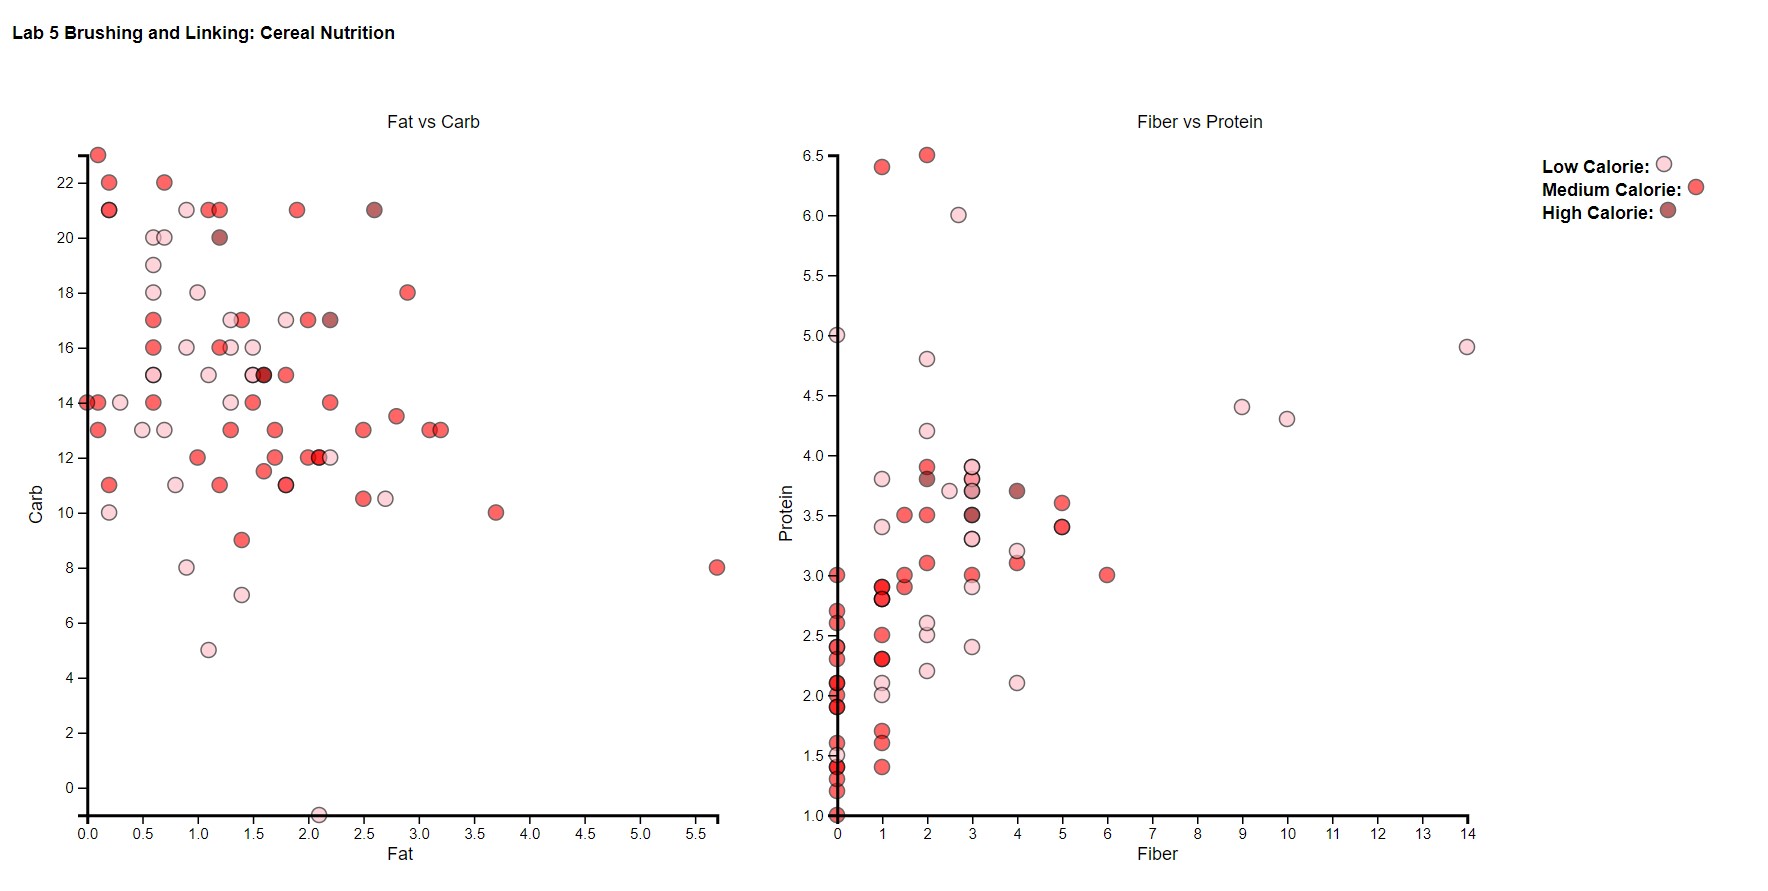 Lab 5 Brushing and Linking: Cereal Nutrition
Fat vs Carb
22
20
18
16
14
12
10
8
6
4
2
0
Carb
0.0 0.5 1.0 1.5 2.0 2.5 3.0 3.5 4.0 4.5 5.0 5.5
Fat
Fiber vs Protein
6.5
6.0
5.5
5.0
4.5
4.0
3.5
3.0
2.5
2.0
1.5
1.0
Protein
0 1 2 3 4 5 6 7 8 9 10 11 12 13 14
Fiber
Low Calorie:
Medium Calorie:
High Calorie: